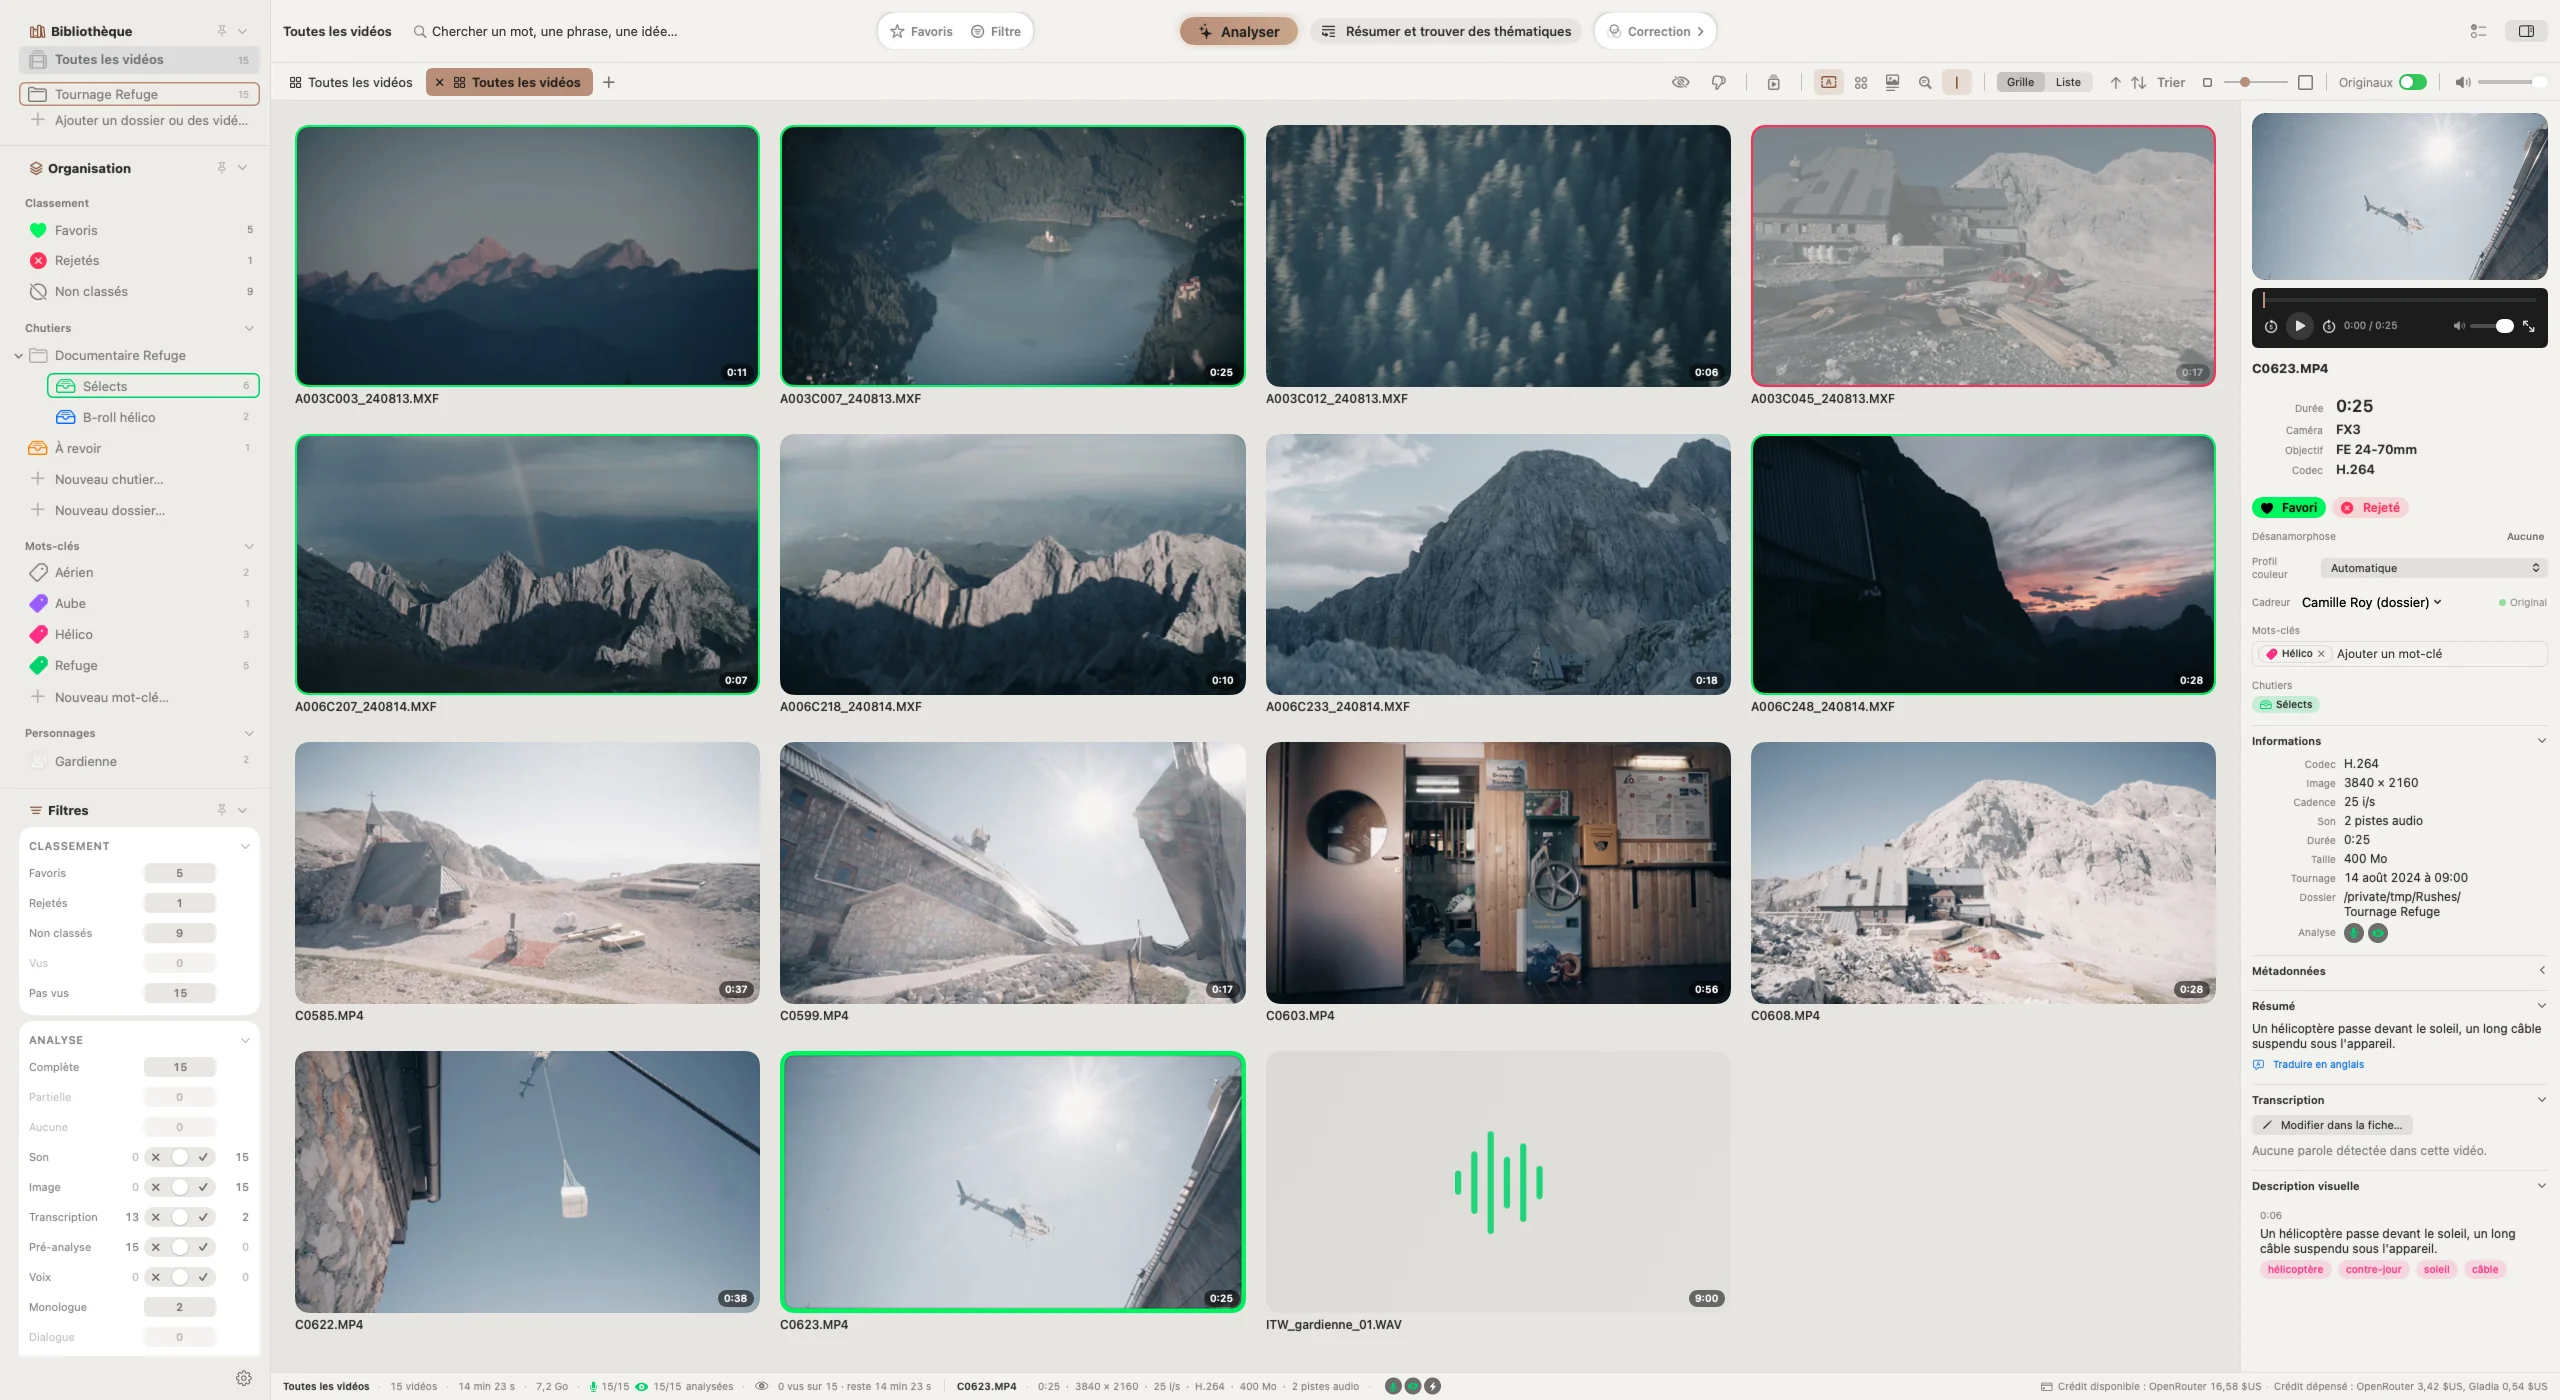 Bibliothèque
Toutes les vidéos 15
Tournage Refuge 15
Ajouter un dossier ou des vidé...
Organisation
Classement
Favoris 5
Rejetés 1
Non classés 9
Chutiers
Documentaire Refuge
Sélects 6
B-roll hélico 2
À revoir 1
Nouveau chutier...
Nouveau dossier...
Mots-clés
Aérien 2
Aube 1
Hélico 3
Refuge 5
Nouveau mot-clé...
Personnages
Gardienne 2
Filtres
CLASSEMENT
Favoris 5
Rejetés 1
Non classés 9
Vus 0
Pas vus 15
ANALYSE
Complète 15
Partielle 0
Aucune 0
Son 0 15
Image 0 15
Transcription 13 2
Pré-analyse 15 0
Voix 0 0
Monologue 2
Dialogue 0
Toutes les vidéos Chercher un mot, une phrase, une idée... Favoris Filtre Analyser Résumer et trouver des thématiques Correction
Toutes les vidéos Toutes les vidéos Grille Liste Trier Originaux
0:11 0:25 0:06 0:17
A003C003_240813.MXF A003C007_240813.MXF A003C012_240813.MXF A003C045_240813.MXF
0:07 0:10 0:18 0:28
A006C207_240814.MXF A006C218_240814.MXF A006C233_240814.MXF A006C248_240814.MXF
0:37 0:17 0:56 0:28
C0585.MP4 C0599.MP4 C0603.MP4 C0608.MP4
0:38 0:25 9:00
C0622.MP4 C0623.MP4 ITW_gardienne_01.WAV
0:00 / 0:25
C0623.MP4
Durée 0:25
Caméra FX3
Objectif FE 24-70mm
Codec H.264
Favori Rejeté
Désanamorphose Aucune
Profil couleur Automatique
Cadreur Camille Roy (dossier) Original
Mots-clés
Hélico Ajouter un mot-clé
Chutiers
Sélects
Informations
Codec H.264
Image 3840 × 2160
Cadence 25 i/s
Son 2 pistes audio
Durée 0:25
Taille 400 Mo
Tournage 14 août 2024 à 09:00
Dossier /private/tmp/Rushes/
Tournage Refuge
Analyse
Métadonnées
Résumé
Un hélicoptère passe devant le soleil, un long câble
suspendu sous l'appareil.
Traduire en anglais
Transcription
Modifier dans la fiche...
Aucune parole détectée dans cette vidéo.
Description visuelle
0:06
Un hélicoptère passe devant le soleil, un long
câble suspendu sous l'appareil.
hélicoptère contre-jour soleil câble
Toutes les vidéos · 15 vidéos · 14 min 23 s · 7,2 Go · 15/15 15/15 analysées · 0 vus sur 15 · reste 14 min 23 s C0623.MP4 · 0:25 · 3840 × 2160 · 25 i/s · H.264 · 400 Mo · 2 pistes audio · Crédit disponible : OpenRouter 16,58 $US · Crédit dépensé : OpenRouter 3,42 $US, Gladia 0,54 $US